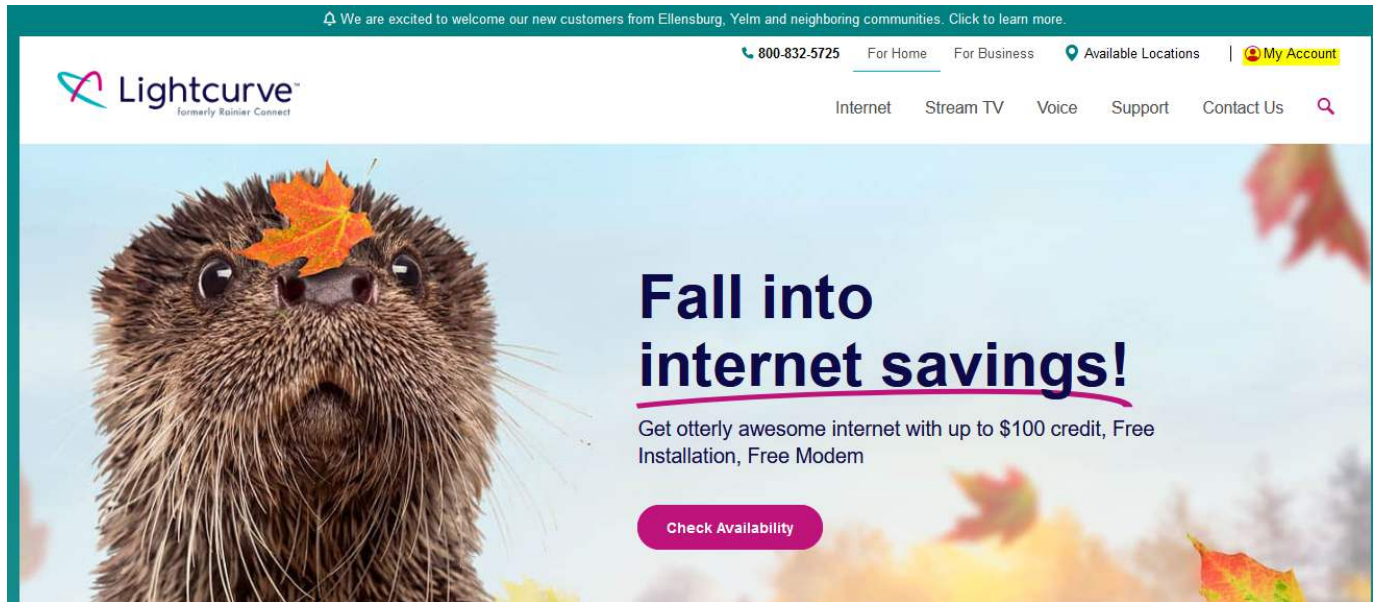 We are excited to welcome our new customers from Ellensburg, Yelm and neighboring communities. Click to learn more.
800-832-5725 For Home For Business Available Locations | My Account
Lightcurve™
formerly Rainier Connect
Internet Stream TV Voice Support Contact Us
Fall into
internet savings!
Get otterly awesome internet with up to $100 credit, Free
Installation, Free Modem
Check Availability